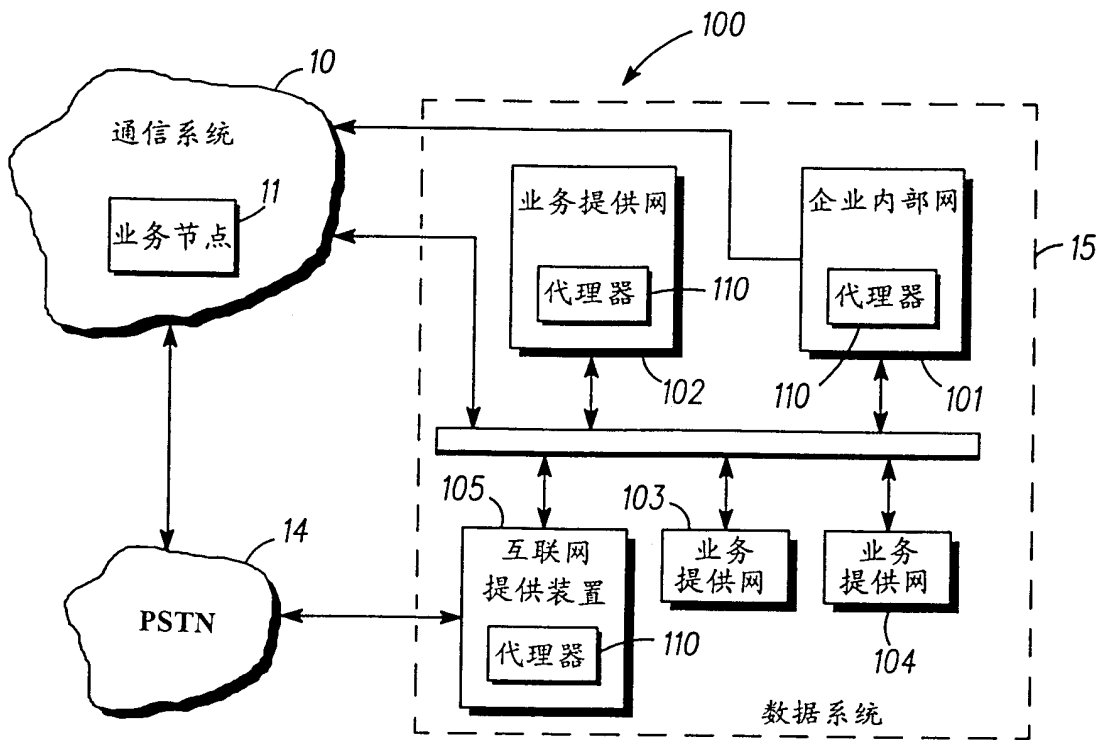 100
10
通信系统
11
业务节点
业务提供网
代理器
110
102
企业内部网
代理器
110
101
15
105
互联网
提供装置
代理器
110
103
业务
提供网
业务
提供网
104
14
PSTN
数据系统